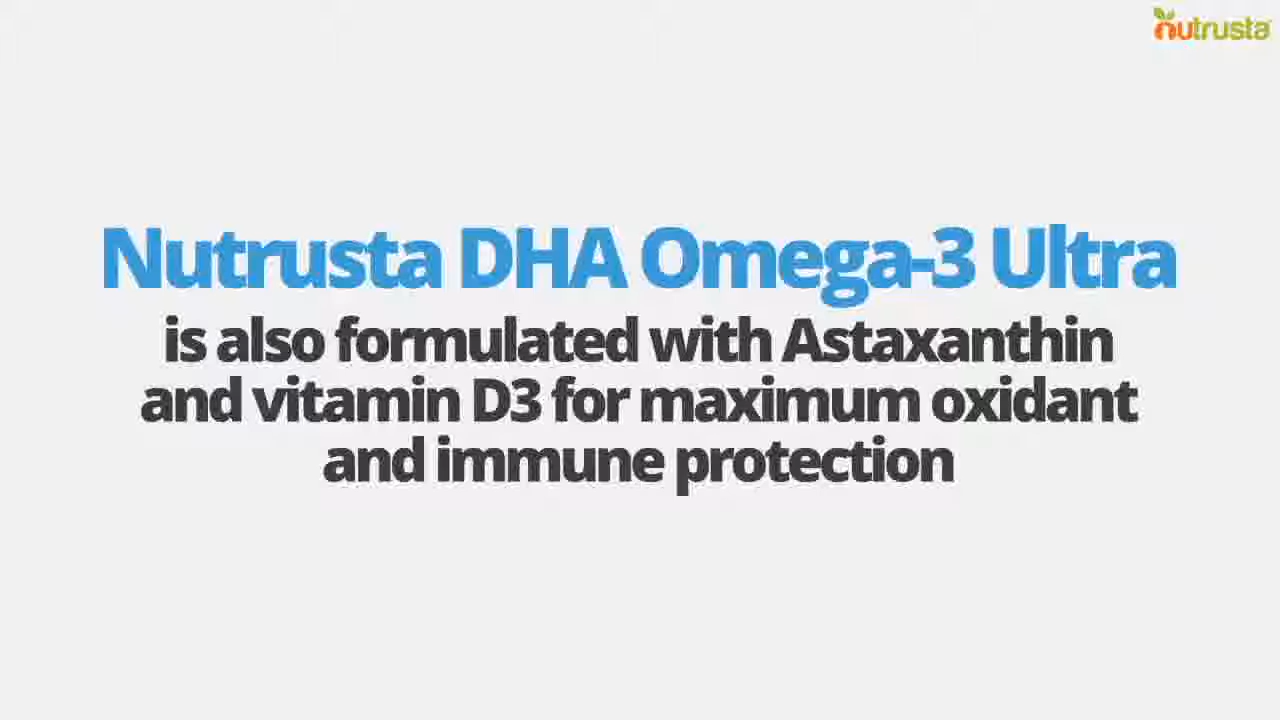 nutrusta
Nutrusta DHA Omega-3 Ultra
is also formulated with Astaxanthin
and vitamin D3 for maximum oxidant
and immune protection